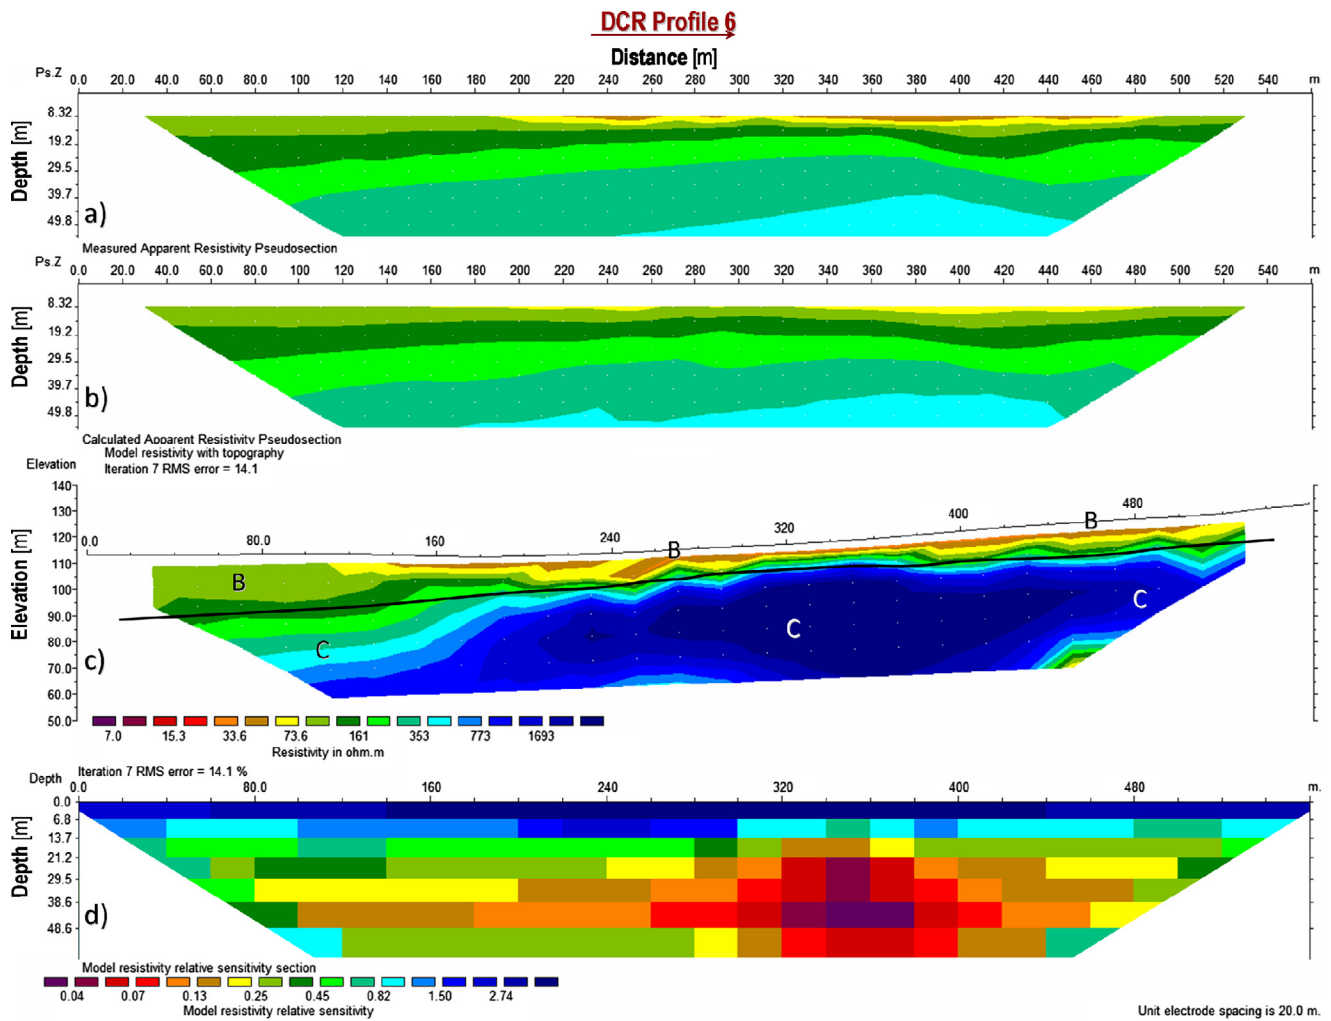 DCR Profile 6
Distance [m]
Ps.Z 0.0 20.0 40.0 60.0 80.0 100 120 140 160 180 200 220 240 260 280 300 320 340 360 380 400 420 440 460 480 500 520 540 m
8.32
19.2
29.5
39.7
49.8
Depth [m]
a)
Measured Apparent Resistivity Pseudosection
Ps.Z 0.0 20.0 40.0 60.0 80.0 100 120 140 160 180 200 220 240 260 280 300 320 340 360 380 400 420 440 460 480 500 520 540 m
8.32
19.2
29.5
39.7
49.8
Depth [m]
b)
Calculated Apparent Resistivity Pseudosection
Model resistivity with topography
Elevation
Iteration 7 RMS error = 14.1
140
130
120
110
100
90.0
80.0
70.0
60.0
50.0
Elevation [m]
0.0 80.0 160 240 320 400 480
B B B
C C C
c)
7.0 15.3 33.6 73.6 161 353 773 1693
Resistivity in ohm.m
Depth Iteration 7 RMS error = 14.1 %
0.0 80.0 160 240 320 400 480 m.
0.0
6.8
13.7
21.2
29.5
38.6
48.6
Depth [m]
d)
Model resistivity relative sensitivity section
0.04 0.07 0.13 0.25 0.45 0.82 1.50 2.74
Model resistivity relative sensitivity
Unit electrode spacing is 20.0 m.